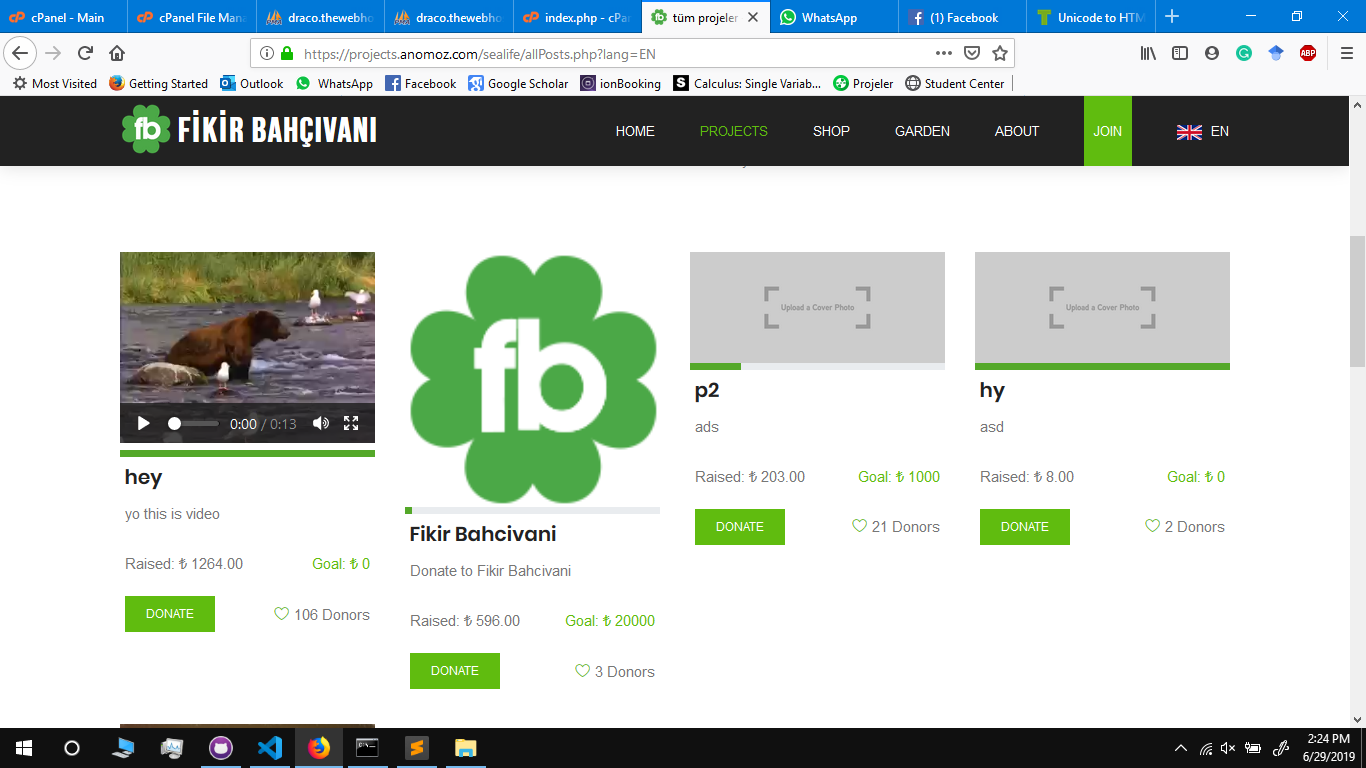 cPanel - Main
cPanel File Mana
draco.thewebho
draco.thewebho
index.php - cPa
tüm projeler
WhatsApp
(1) Facebook
Unicode to HTM
https://projects.anomoz.com/sealife/allPosts.php?lang=EN
ABP
Most Visited
Getting Started
Outlook
WhatsApp
Facebook
Google Scholar
ionBooking
Calculus: Single Variab...
Projeler
Student Center
fb FİKİR BAHÇIVANI
HOME
PROJECTS
SHOP
GARDEN
ABOUT
JOIN
EN
0:00 / 0:13
hey
yo this is video
Raised: ₺ 1264.00
Goal: ₺ 0
DONATE
106 Donors
fb
Fikir Bahcivani
Donate to Fikir Bahcivani
Raised: ₺ 596.00
Goal: ₺ 20000
DONATE
3 Donors
Upload a Cover Photo
p2
ads
Raised: ₺ 203.00
Goal: ₺ 1000
DONATE
21 Donors
Upload a Cover Photo
hy
asd
Raised: ₺ 8.00
Goal: ₺ 0
DONATE
2 Donors
2:24 PM
6/29/2019